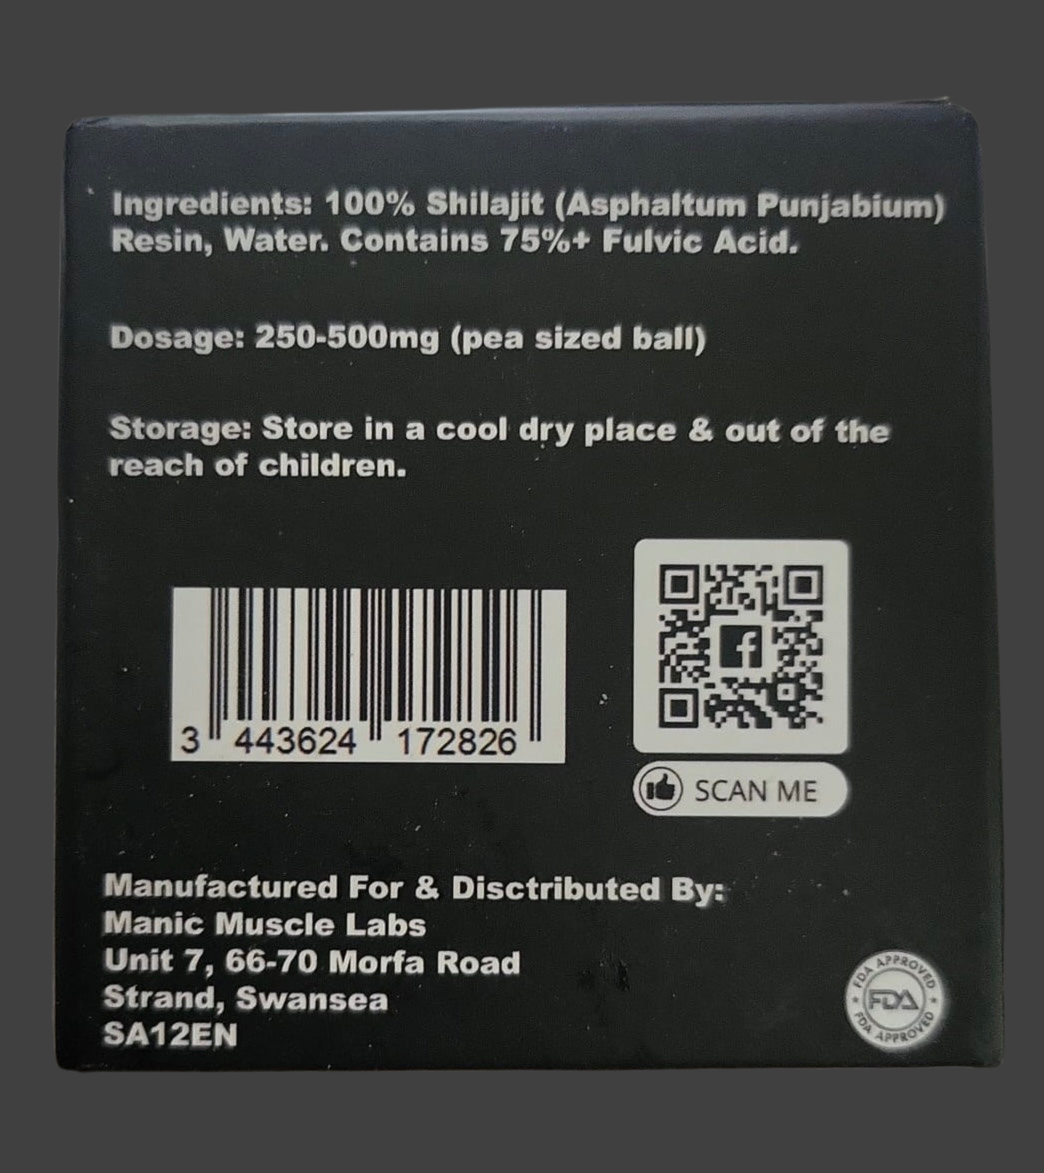 Ingredients: 100% Shilajit (Asphaltum Punjabium)
Resin, Water. Contains 75%+ Fulvic Acid.
Dosage: 250-500mg (pea sized ball)
Storage: Store in a cool dry place & out of the
reach of children.
3 443624 172826
SCAN ME
Manufactured For & Disctributed By:
Manic Muscle Labs
Unit 7, 66-70 Morfa Road
Strand, Swansea
SA12EN
FDA APPROVED
FDA
FDA APPROVED